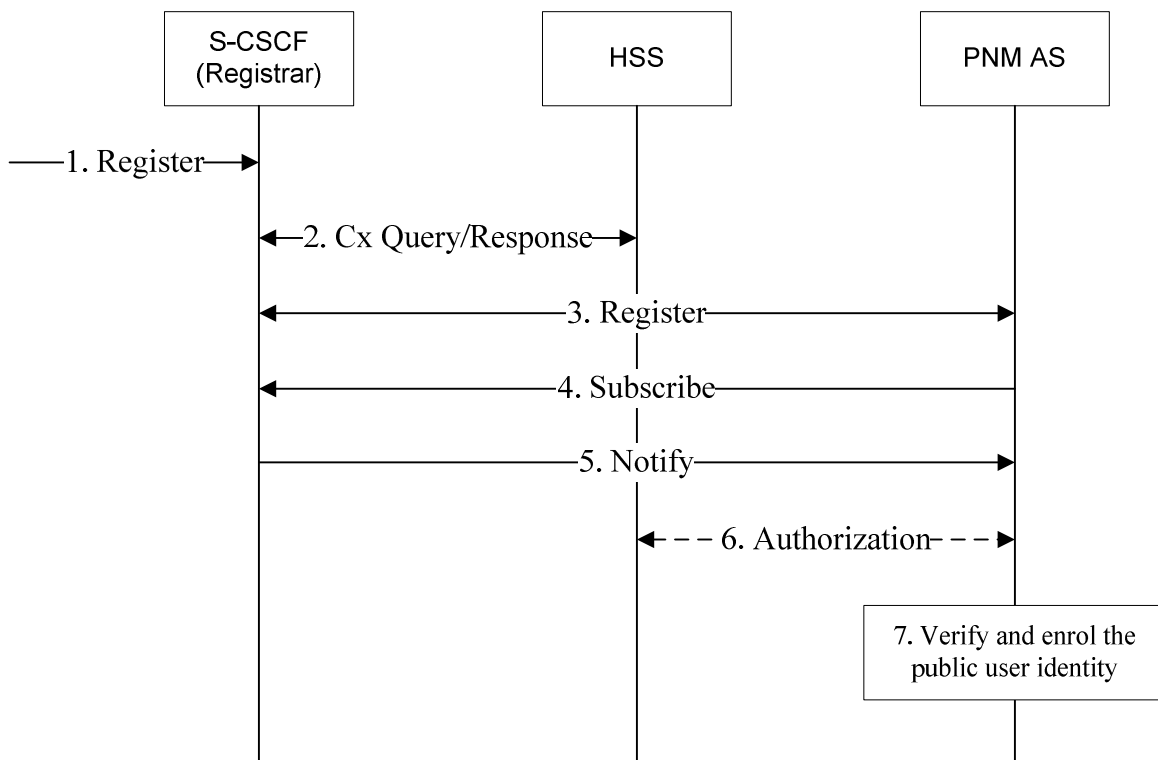 S-CSCF
(Registrar)
HSS
PNM AS
1. Register
2. Cx Query/Response
3. Register
4. Subscribe
5. Notify
6. Authorization
7. Verify and enrol the
public user identity